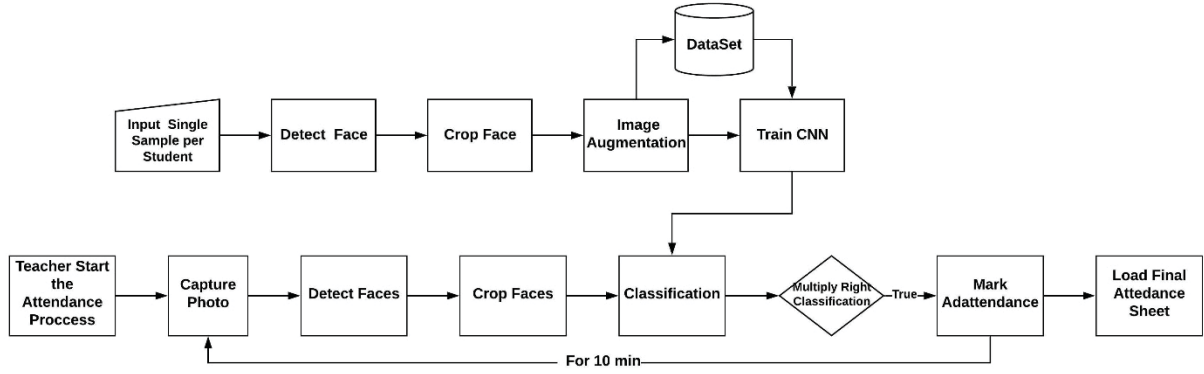 DataSet
Input Single
Sample per
Student
Detect Face
Crop Face
Image
Augmentation
Train CNN
Teacher Start
the
Attendance
Proccess
Capture
Photo
Detect Faces
Crop Faces
Classification
Multiply Right
Classification
True
Mark
Adattendance
Load Final
Attedance
Sheet
For 10 min